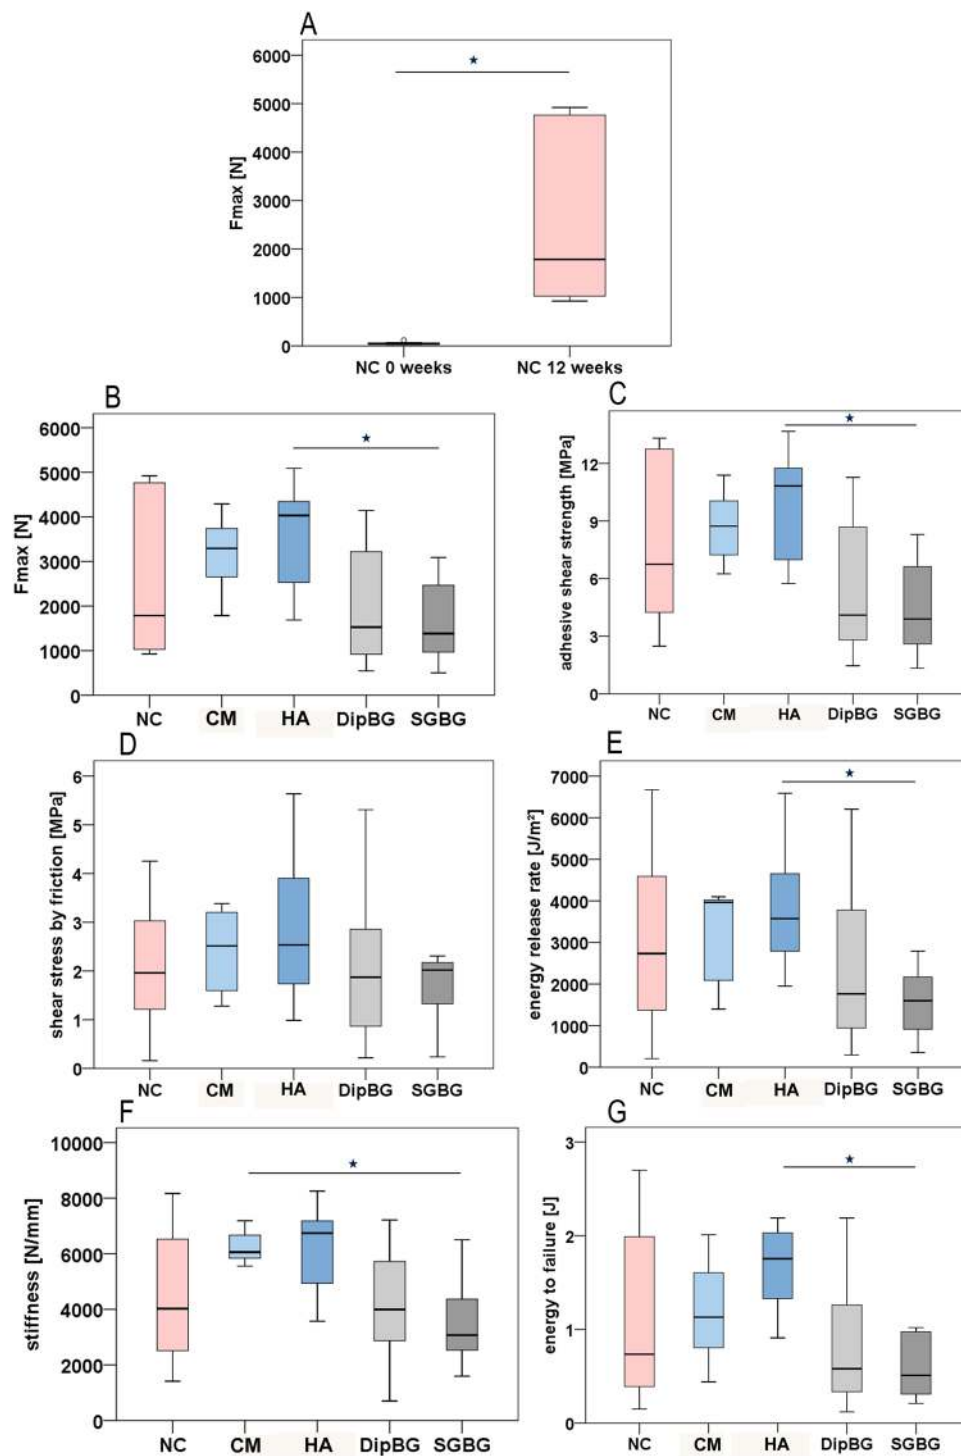 A
Fmax [N]
6000
5000
4000
3000
2000
1000
0
NC 0 weeks NC 12 weeks
B
Fmax [N]
6000
5000
4000
3000
2000
1000
0
NC CM HA DipBG SGBG
C
adhesive shear strength [MPa]
12
9
6
3
0
NC CM HA DipBG SGBG
D
shear stress by friction [MPa]
6
5
4
3
2
1
0
NC CM HA DipBG SGBG
E
energy release rate [J/m²]
7000
6000
5000
4000
3000
2000
1000
0
NC CM HA DipBG SGBG
F
stiffness [N/mm]
10000
8000
6000
4000
2000
0
NC CM HA DipBG SGBG
G
energy to failure [J]
3
2
1
0
NC CM HA DipBG SGBG